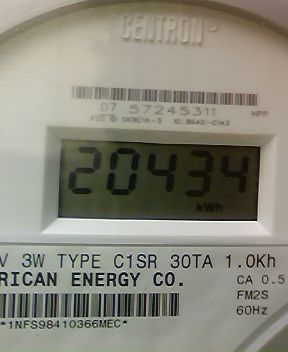 CENTRON®
07 57245311 HPP
20434
kWh
V 3W TYPE C1SR 30TA 1.0Kh
RICAN ENERGY CO. CA 0.5
FM2S
60Hz
*1NFS98410366MEC*